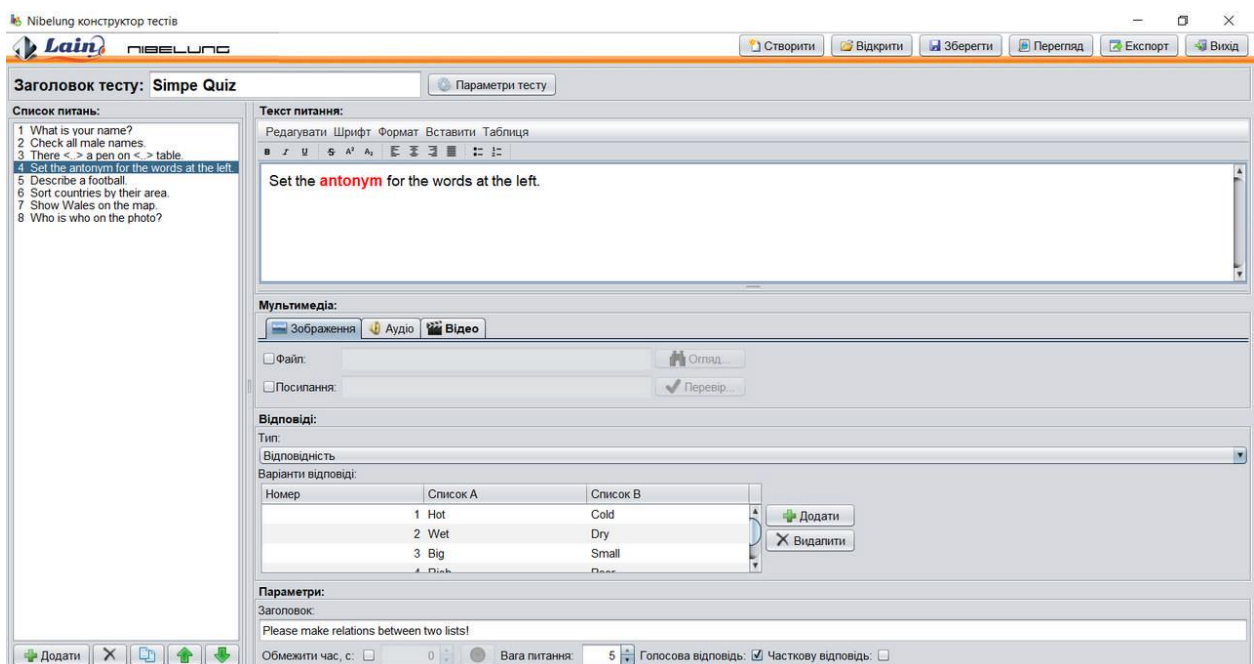 Nibelung конструктор тестів
Lain NIBELUNG Створити Відкрити Зберегти Перегляд Експорт Вихід
Заголовок тесту: Simpe Quiz Параметри тесту
Список питань:
1 What is your name?
2 Check all male names.
3 There <..> a pen on <..> table.
4 Set the antonym for the words at the left.
5 Describe a football.
6 Sort countries by their area.
7 Show Wales on the map.
8 Who is who on the photo?
Додати
Текст питання:
Редагувати Шрифт Формат Вставити Таблиця
B I U S A² A₂
Set the antonym for the words at the left.
Мультимедіа:
Зображення Аудіо Відео
Файл: Огляд...
Посилання: Перевір...
Відповіді:
Тип:
Відповідність
Варіанти відповіді:
Номер Список A Список B
1 Hot Cold
2 Wet Dry
3 Big Small
4 Rich Poor
Додати
Видалити
Параметри:
Заголовок:
Please make relations between two lists!
Обмежити час, с: 0 Вага питання: 5 Голосова відповідь: Часткову відповідь: